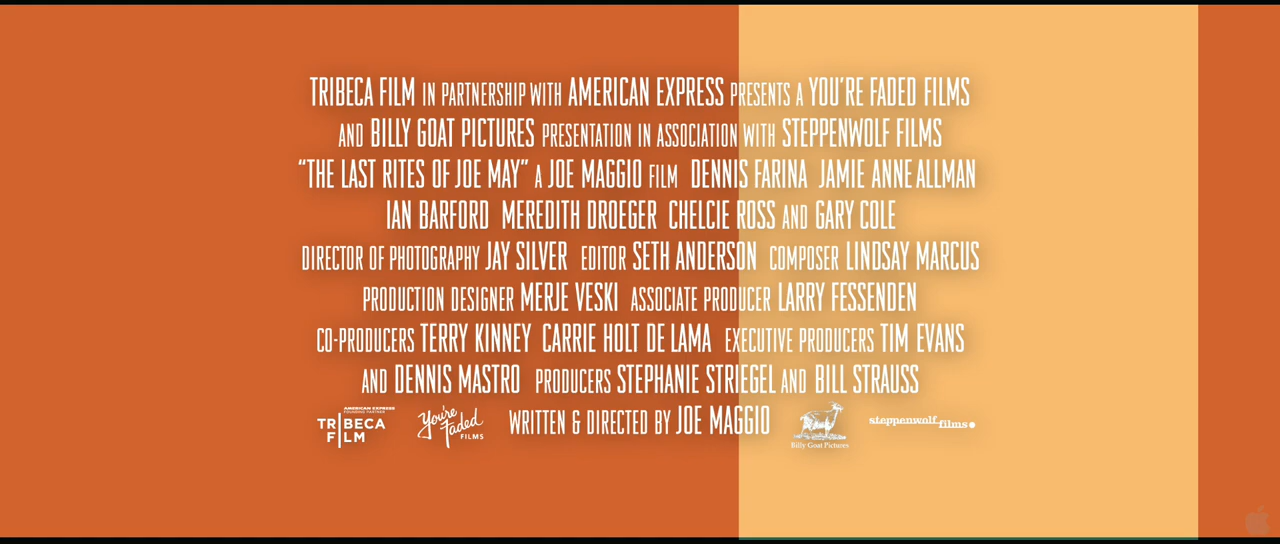 TRIBECA FILM IN PARTNERSHIP WITH AMERICAN EXPRESS PRESENTS A YOU'RE FADED FILMS
AND BILLY GOAT PICTURES PRESENTATION IN ASSOCIATION WITH STEPPENWOLF FILMS
“THE LAST RITES OF JOE MAY” A JOE MAGGIO FILM DENNIS FARINA JAMIE ANNE ALLMAN
IAN BARFORD MEREDITH DROEGER CHELCIE ROSS AND GARY COLE
DIRECTOR OF PHOTOGRAPHY JAY SILVER EDITOR SETH ANDERSON COMPOSER LINDSAY MARCUS
PRODUCTION DESIGNER MERJE VESKI ASSOCIATE PRODUCER LARRY FESSENDEN
CO-PRODUCERS TERRY KINNEY CARRIE HOLT DE LAMA EXECUTIVE PRODUCERS TIM EVANS
AND DENNIS MASTRO PRODUCERS STEPHANIE STRIEGEL AND BILL STRAUSS
AMERICAN EXPRESS
FOUNDING PARTNER
TRIBECA
FILM
You're
Faded
FILMS
WRITTEN & DIRECTED BY JOE MAGGIO
Billy Goat Pictures
steppenwolf films